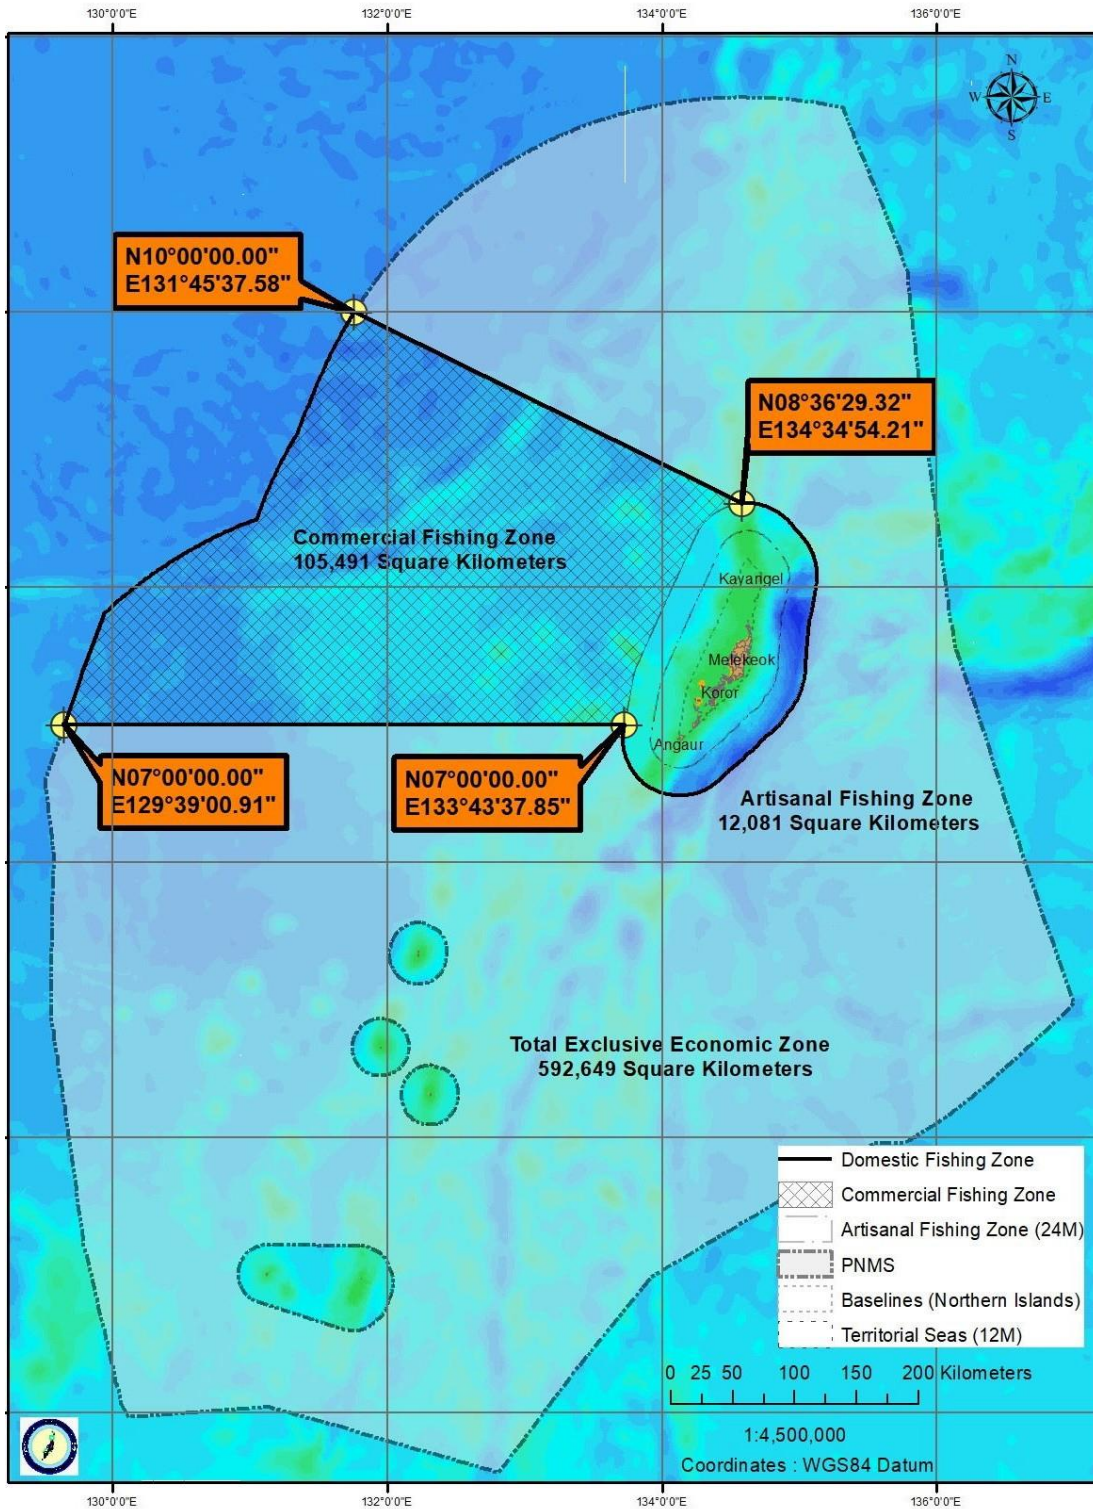 130°0'0"E
132°0'0"E
134°0'0"E
136°0'0"E
N
W
E
S
N10°00'00.00"
E131°45'37.58"
N08°36'29.32"
E134°34'54.21"
Commercial Fishing Zone
105,491 Square Kilometers
Kayangel
Melekeok
Koror
Angaur
N07°00'00.00"
E129°39'00.91"
N07°00'00.00"
E133°43'37.85"
Artisanal Fishing Zone
12,081 Square Kilometers
Total Exclusive Economic Zone
592,649 Square Kilometers
Domestic Fishing Zone
Commercial Fishing Zone
Artisanal Fishing Zone (24M)
PNMS
Baselines (Northern Islands)
Territorial Seas (12M)
0 25 50 100 150 200 Kilometers
1:4,500,000
Coordinates : WGS84 Datum
130°0'0"E
132°0'0"E
134°0'0"E
136°0'0"E